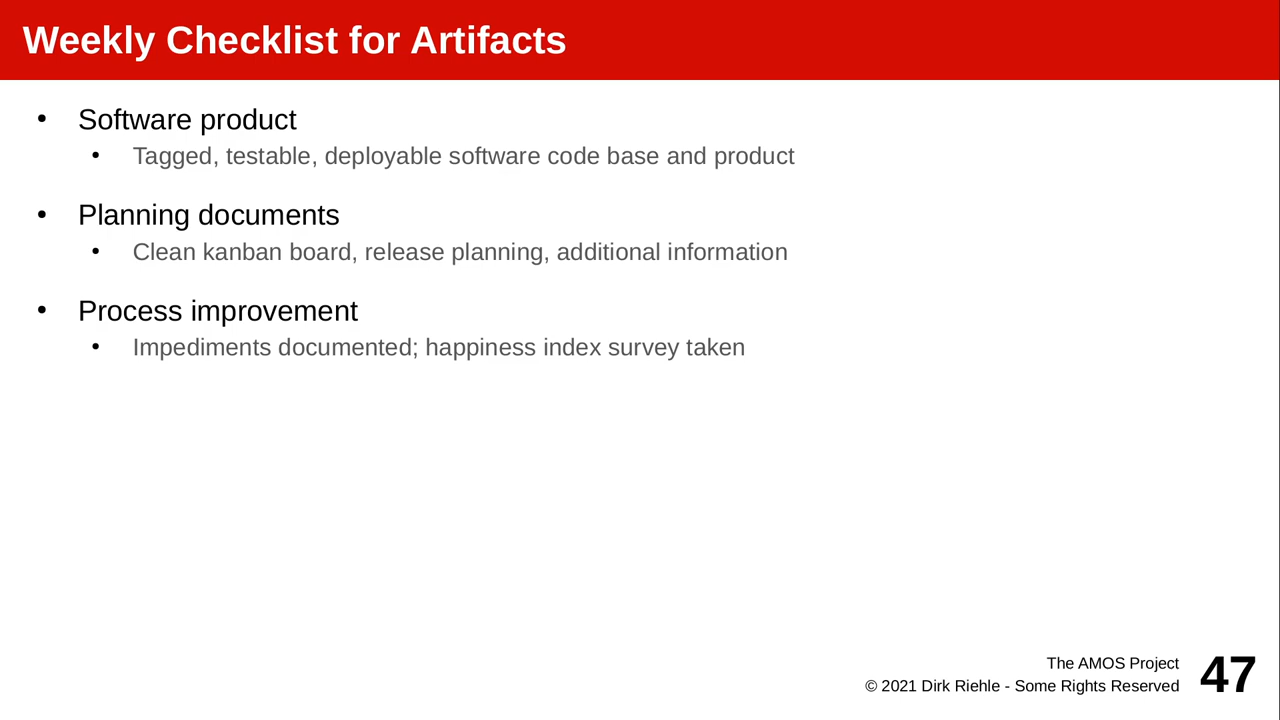 Weekly Checklist for Artifacts
• Software product
• Tagged, testable, deployable software code base and product
• Planning documents
• Clean kanban board, release planning, additional information
• Process improvement
• Impediments documented; happiness index survey taken
The AMOS Project
© 2021 Dirk Riehle - Some Rights Reserved
47